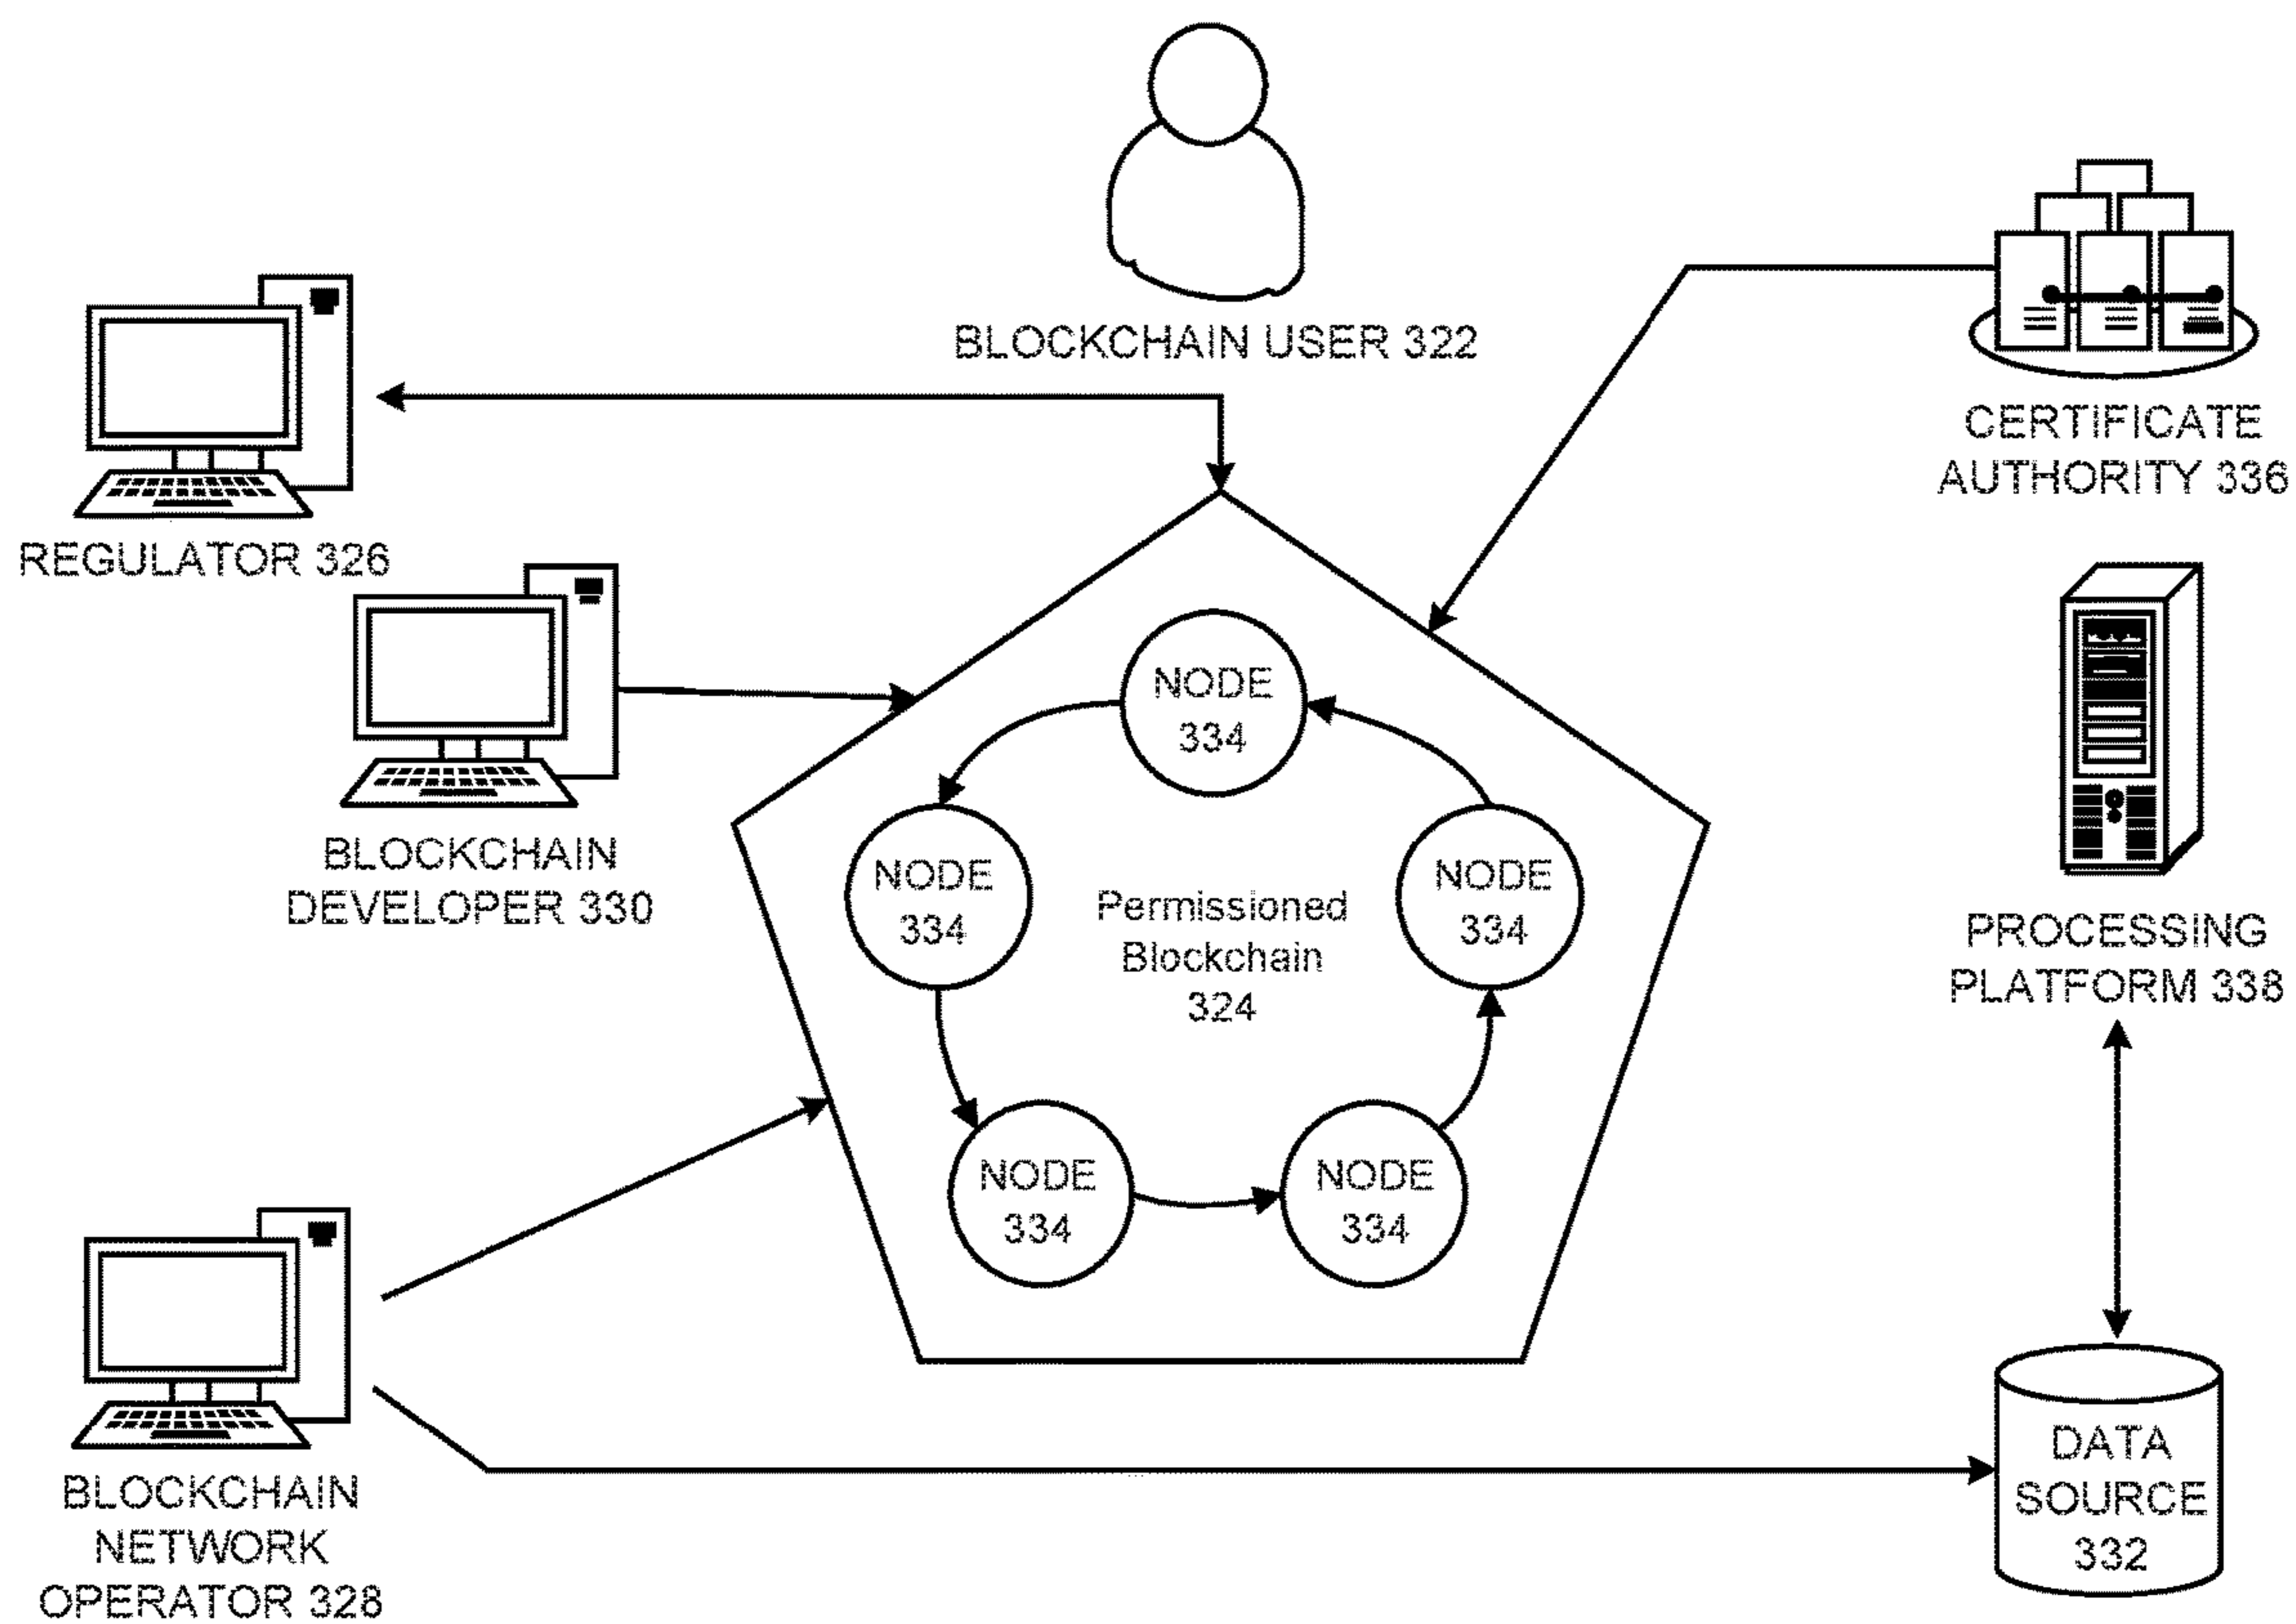 BLOCKCHAIN USER 322
CERTIFICATE
AUTHORITY 336
REGULATOR 326
BLOCKCHAIN
DEVELOPER 330
NODE
334
NODE
334
Permissioned
Blockchain
324
NODE
334
PROCESSING
PLATFORM 338
NODE
334
NODE
334
BLOCKCHAIN
NETWORK
OPERATOR 328
DATA
SOURCE
332